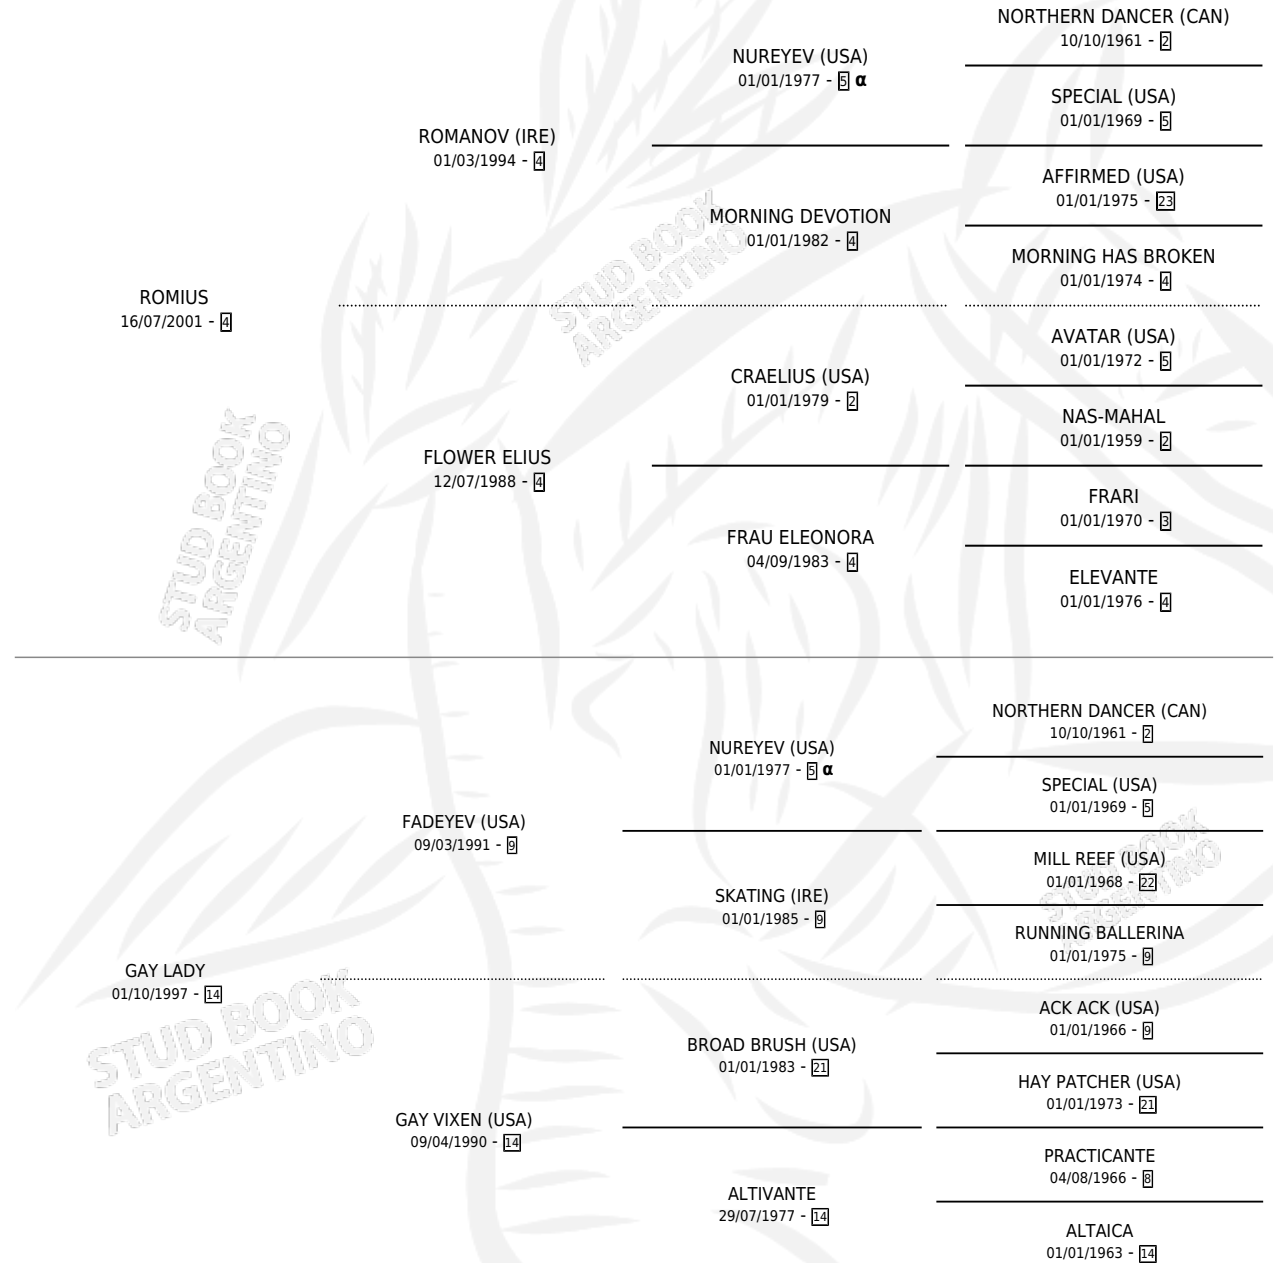 NORTHERN DANCER (CAN)
10/10/1961 - 2
NUREYEV (USA)
01/01/1977 - 5 α
SPECIAL (USA)
01/01/1969 - 5
ROMANOV (IRE)
01/03/1994 - 4
AFFIRMED (USA)
01/01/1975 - 23
MORNING DEVOTION
01/01/1982 - 4
MORNING HAS BROKEN
01/01/1974 - 4
ROMIUS
16/07/2001 - 4
AVATAR (USA)
01/01/1972 - 5
CRAELIUS (USA)
01/01/1979 - 2
NAS-MAHAL
01/01/1959 - 2
FLOWER ELIUS
12/07/1988 - 4
FRARI
01/01/1970 - 3
FRAU ELEONORA
04/09/1983 - 4
ELEVANTE
01/01/1976 - 4
STUD BOOK
ARGENTINO
STUD BOOK
ARGENTINO
NORTHERN DANCER (CAN)
10/10/1961 - 2
NUREYEV (USA)
01/01/1977 - 5 α
SPECIAL (USA)
01/01/1969 - 5
FADEYEV (USA)
09/03/1991 - 9
MILL REEF (USA)
01/01/1968 - 22
SKATING (IRE)
01/01/1985 - 9
RUNNING BALLERINA
01/01/1975 - 9
GAY LADY
01/10/1997 - 14
ACK ACK (USA)
01/01/1966 - 9
BROAD BRUSH (USA)
01/01/1983 - 21
HAY PATCHER (USA)
01/01/1973 - 21
GAY VIXEN (USA)
09/04/1990 - 14
PRACTICANTE
04/08/1966 - 8
ALTIVANTE
29/07/1977 - 14
ALTAICA
01/01/1963 - 14
STUD BOOK
ARGENTINO
STUD BOOK
ARGENTINO